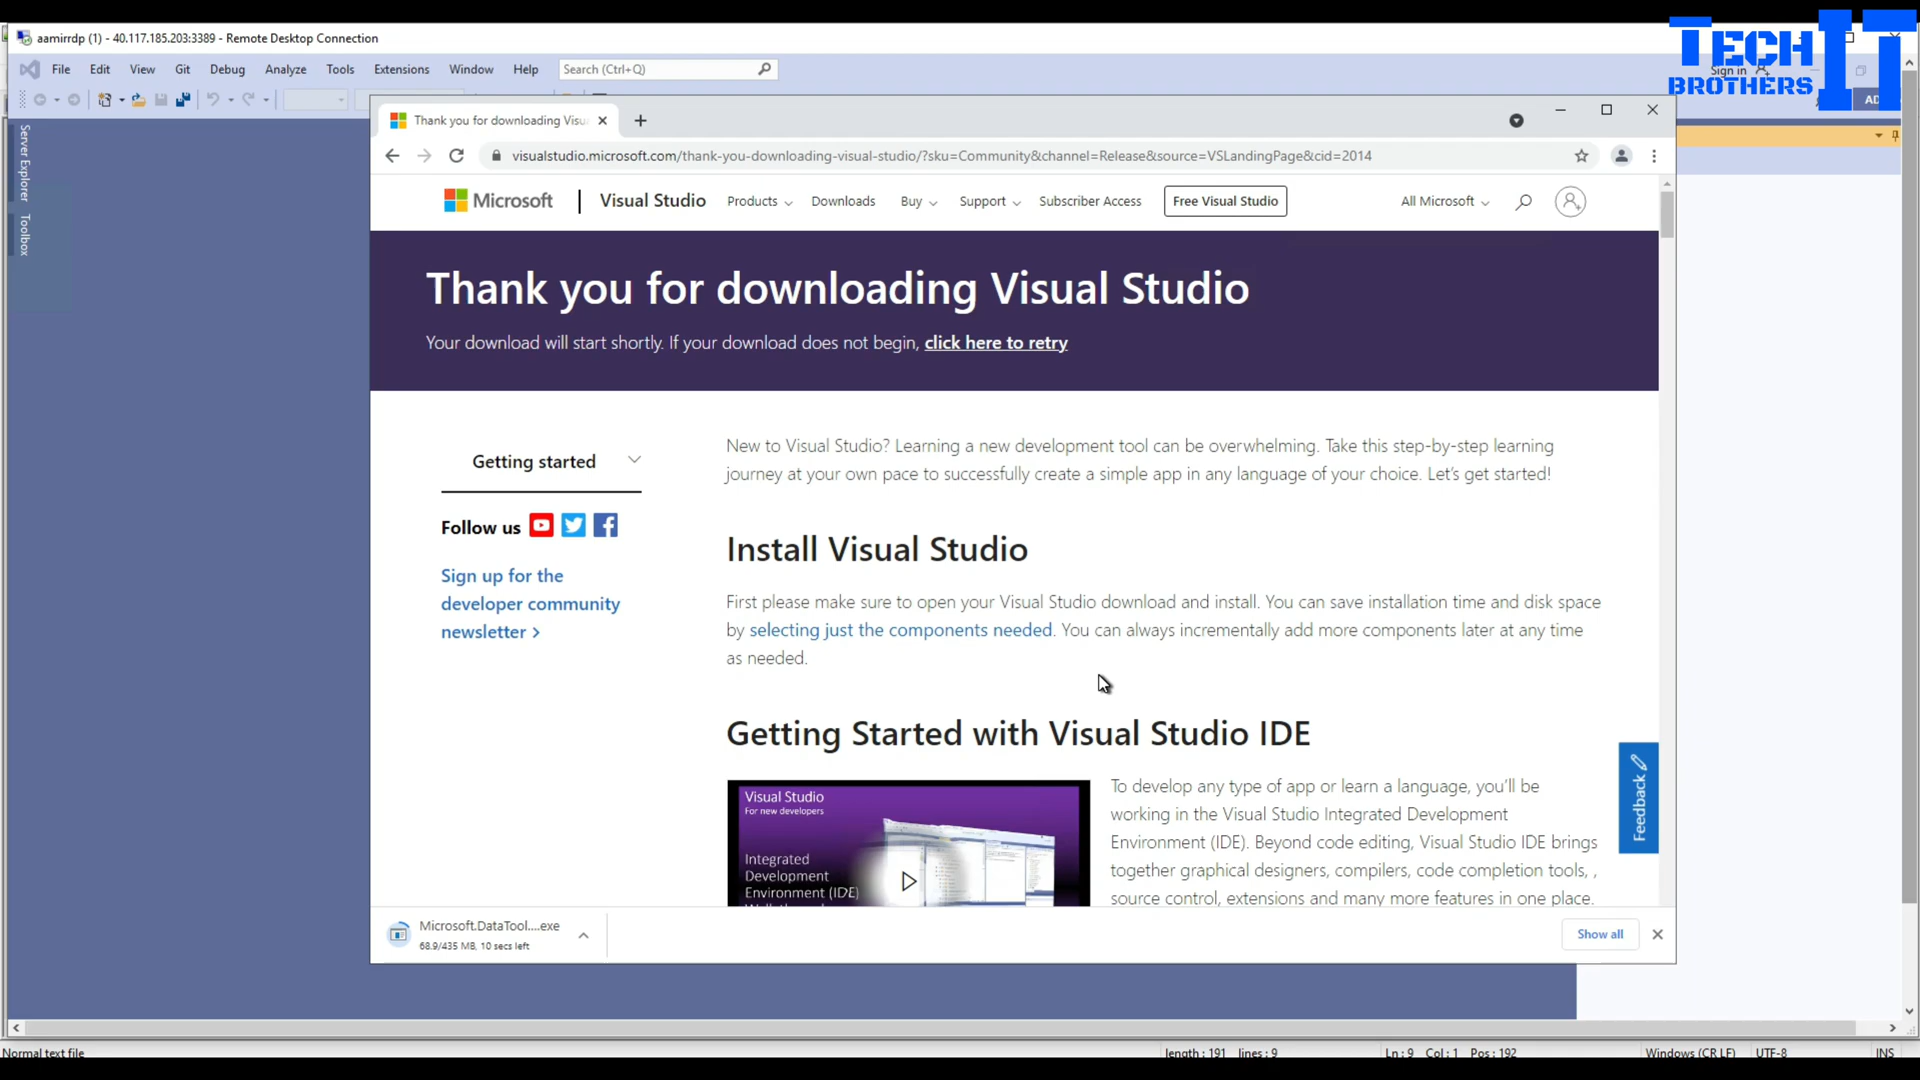 aamirrdp (1) - 40.117.185.203:3389 - Remote Desktop Connection
TECH IT
BROTHERS
File Edit View Git Debug Analyze Tools Extensions Window Help Search (Ctrl+Q) Sign in
Server Explorer
Toolbox
Thank you for downloading Visu
visualstudio.microsoft.com/thank-you-downloading-visual-studio/?sku=Community&channel=Release&source=VSLandingPage&cid=2014
Microsoft Visual Studio Products Downloads Buy Support Subscriber Access Free Visual Studio All Microsoft
Thank you for downloading Visual Studio
Your download will start shortly. If your download does not begin, click here to retry
Getting started
Follow us
Sign up for the
developer community
newsletter >
New to Visual Studio? Learning a new development tool can be overwhelming. Take this step-by-step learning
journey at your own pace to successfully create a simple app in any language of your choice. Let's get started!
Install Visual Studio
First please make sure to open your Visual Studio download and install. You can save installation time and disk space
by selecting just the components needed. You can always incrementally add more components later at any time
as needed.
Getting Started with Visual Studio IDE
Visual Studio
For new developers
Integrated
Development
Environment (IDE)
To develop any type of app or learn a language, you'll be
working in the Visual Studio Integrated Development
Environment (IDE). Beyond code editing, Visual Studio IDE brings
together graphical designers, compilers, code completion tools, ,
source control, extensions and many more features in one place.
Feedback
Microsoft.DataTool....exe
68.9/435 MB, 10 secs left
Show all
Normal text file length : 191 lines : 9 Ln : 9 Col : 1 Pos : 192 Windows (CR LF) UTF-8 INS